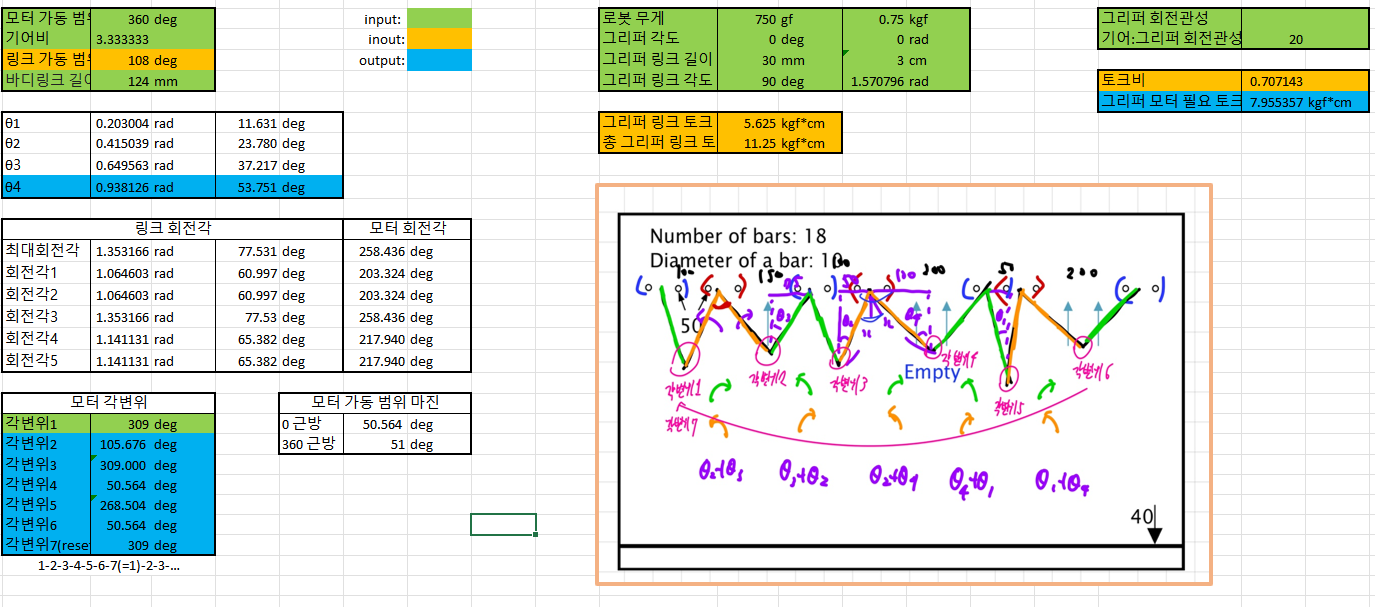 모터 가동 범위 360 deg
기어비 3.333333
링크 가동 범위 108 deg
바디링크 길이 124 mm
input:
inout:
output:
로봇 무게 750 gf 0.75 kgf
그리퍼 각도 0 deg 0 rad
그리퍼 링크 길이 30 mm 3 cm
그리퍼 링크 각도 90 deg 1.570796 rad
그리퍼 회전관성
기어:그리퍼 회전관성 20
토크비 0.707143
그리퍼 모터 필요 토크 7.955357 kgf*cm
θ1 0.203004 rad 11.631 deg
θ2 0.415039 rad 23.780 deg
θ3 0.649563 rad 37.217 deg
θ4 0.938126 rad 53.751 deg
그리퍼 링크 토크 5.625 kgf*cm
총 그리퍼 링크 토 11.25 kgf*cm
링크 회전각 모터 회전각
최대회전각 1.353166 rad 77.531 deg 258.436 deg
회전각1 1.064603 rad 60.997 deg 203.324 deg
회전각2 1.064603 rad 60.997 deg 203.324 deg
회전각3 1.353166 rad 77.53 deg 258.436 deg
회전각4 1.141131 rad 65.382 deg 217.940 deg
회전각5 1.141131 rad 65.382 deg 217.940 deg
모터 각변위
각변위1 309 deg
각변위2 105.676 deg
각변위3 309.000 deg
각변위4 50.564 deg
각변위5 268.504 deg
각변위6 50.564 deg
각변위7(rese 309 deg
1-2-3-4-5-6-7(=1)-2-3-...
모터 가동 범위 마진
0 근방 50.564 deg
360 근방 51 deg
Number of bars: 18
Diameter of a bar: 10
150 50 200
50
θ3 θ2 θ4 θ1
Empty
각변위1 각변위2 각변위3 각변위4 각변위5 각변위6
각변위7
θ2+θ3 θ3+θ2 θ2+θ4 θ4+θ1 θ1+θ4
40